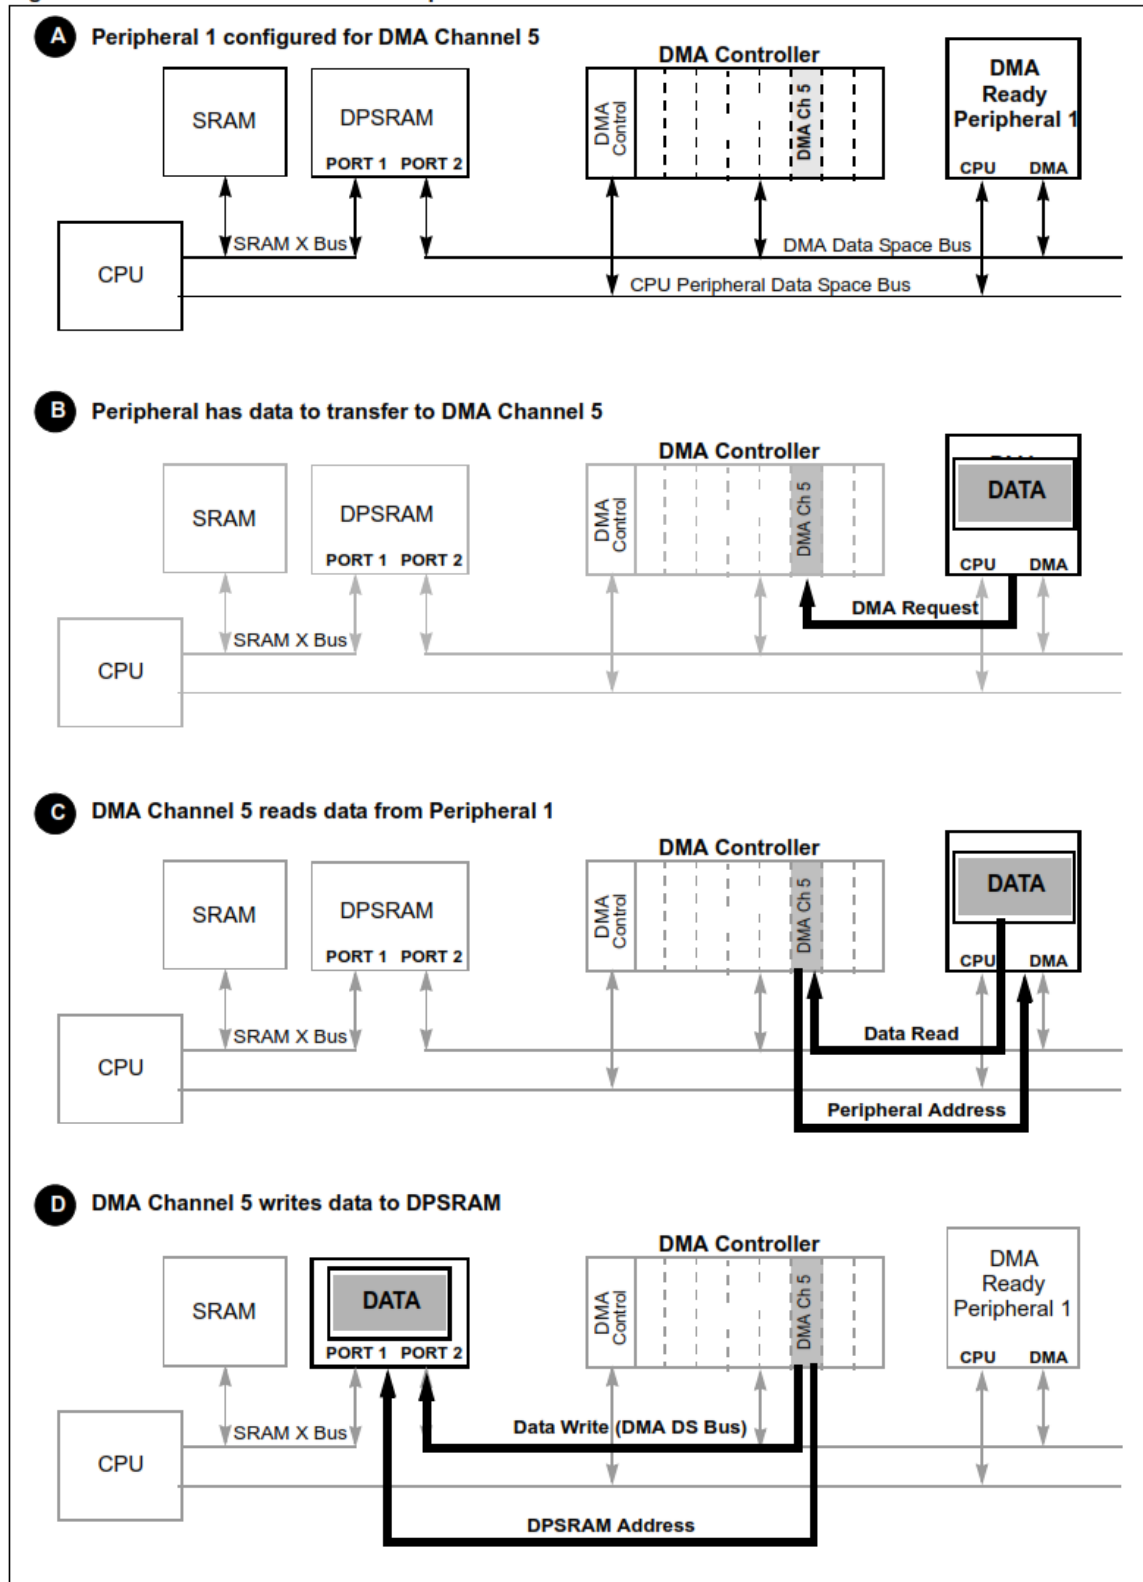 A Peripheral 1 configured for DMA Channel 5
DMA Controller
SRAM
DPSRAM
PORT 1 PORT 2
DMA Control
DMA Ch 5
DMA
Ready
Peripheral 1
CPU DMA
SRAM X Bus
DMA Data Space Bus
CPU
CPU Peripheral Data Space Bus
B Peripheral has data to transfer to DMA Channel 5
DMA Controller
SRAM
DPSRAM
PORT 1 PORT 2
DMA Control
DMA Ch 5
DATA
CPU DMA
DMA Request
SRAM X Bus
CPU
C DMA Channel 5 reads data from Peripheral 1
DMA Controller
SRAM
DPSRAM
PORT 1 PORT 2
DMA Control
DMA Ch 5
DATA
CPU DMA
SRAM X Bus
Data Read
CPU
Peripheral Address
D DMA Channel 5 writes data to DPSRAM
DMA Controller
SRAM
DATA
PORT 1 PORT 2
DMA Control
DMA Ch 5
DMA
Ready
Peripheral 1
CPU DMA
SRAM X Bus
Data Write (DMA DS Bus)
CPU
DPSRAM Address